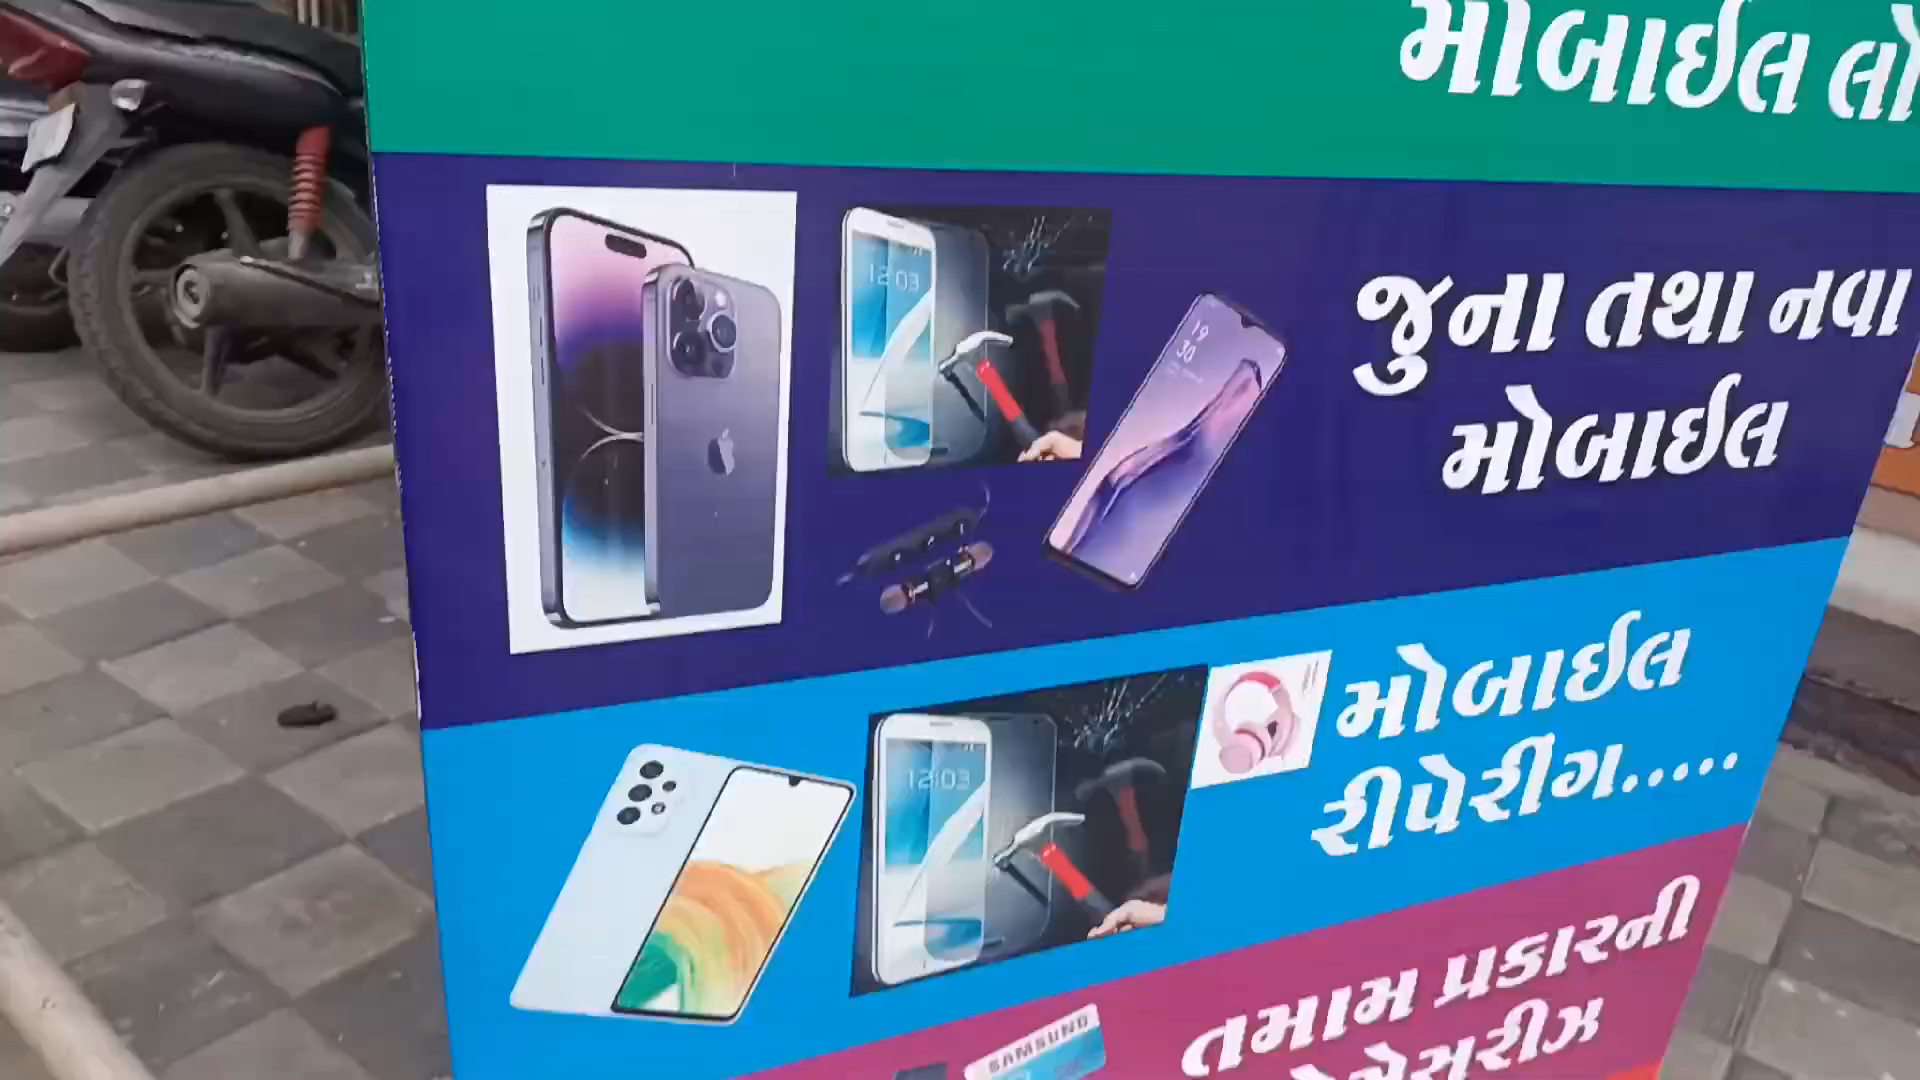 મોબાઈલ
જુના તથા નવા
મોબાઈલ
12:03
19
30
મોબાઈલ
રીપેરીંગ.....
12:03
તમામ પ્રકારની
SAMSUNG